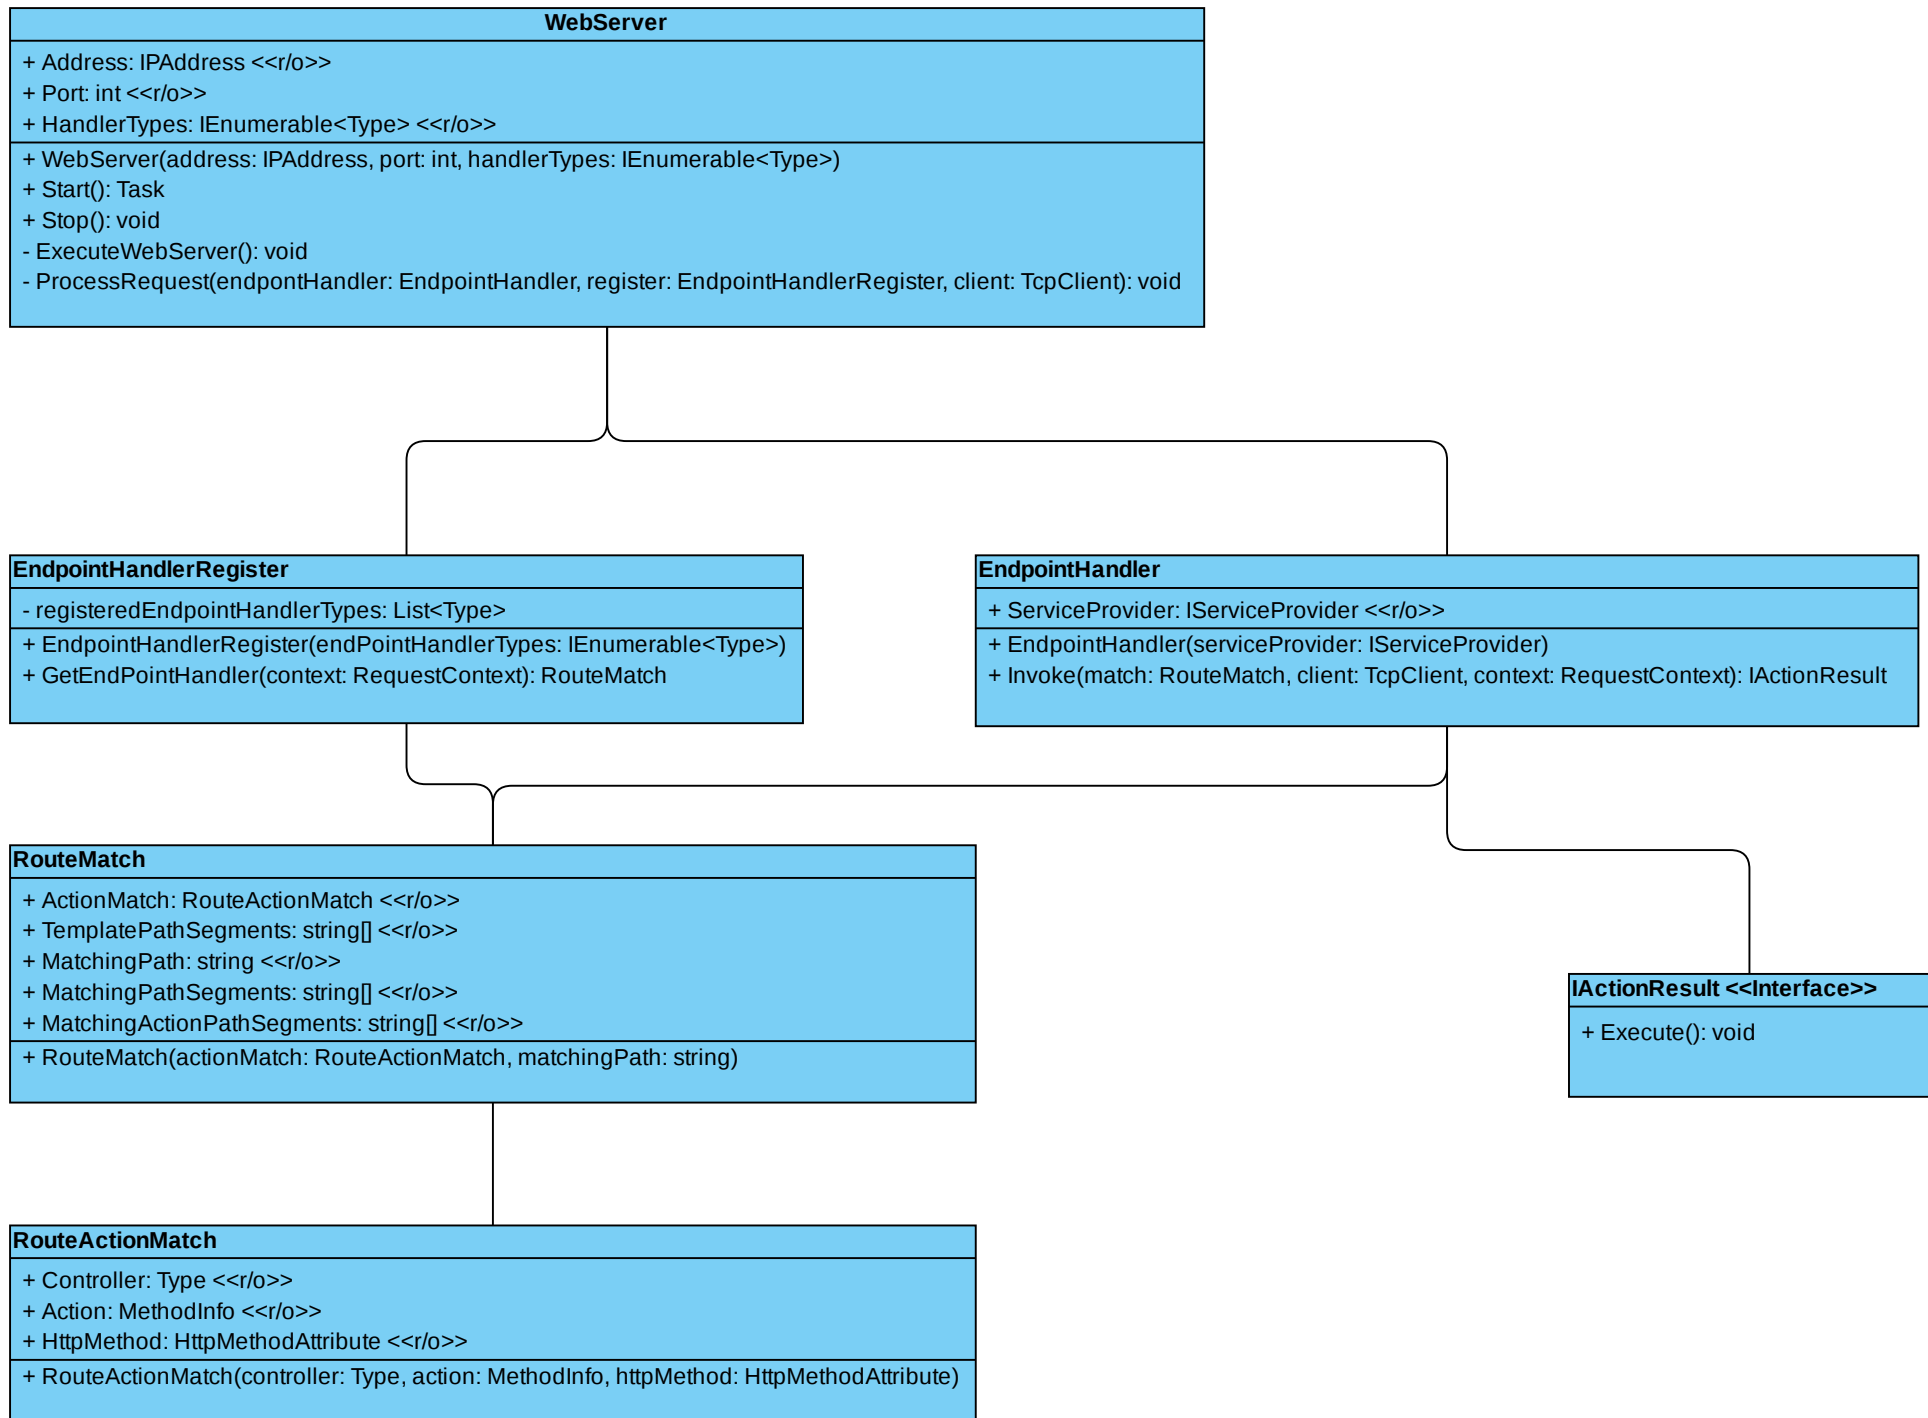 WebServer
+ Address: IPAddress <<r/o>>
+ Port: int <<r/o>>
+ HandlerTypes: IEnumerable<Type> <<r/o>>
+ WebServer(address: IPAddress, port: int, handlerTypes: IEnumerable<Type>)
+ Start(): Task
+ Stop(): void
- ExecuteWebServer(): void
- ProcessRequest(endpontHandler: EndpointHandler, register: EndpointHandlerRegister, client: TcpClient): void
EndpointHandlerRegister
- registeredEndpointHandlerTypes: List<Type>
+ EndpointHandlerRegister(endPointHandlerTypes: IEnumerable<Type>)
+ GetEndPointHandler(context: RequestContext): RouteMatch
EndpointHandler
+ ServiceProvider: IServiceProvider <<r/o>>
+ EndpointHandler(serviceProvider: IServiceProvider)
+ Invoke(match: RouteMatch, client: TcpClient, context: RequestContext): IActionResult
RouteMatch
+ ActionMatch: RouteActionMatch <<r/o>>
+ TemplatePathSegments: string[] <<r/o>>
+ MatchingPath: string <<r/o>>
+ MatchingPathSegments: string[] <<r/o>>
+ MatchingActionPathSegments: string[] <<r/o>>
+ RouteMatch(actionMatch: RouteActionMatch, matchingPath: string)
IActionResult <<Interface>>
+ Execute(): void
RouteActionMatch
+ Controller: Type <<r/o>>
+ Action: MethodInfo <<r/o>>
+ HttpMethod: HttpMethodAttribute <<r/o>>
+ RouteActionMatch(controller: Type, action: MethodInfo, httpMethod: HttpMethodAttribute)